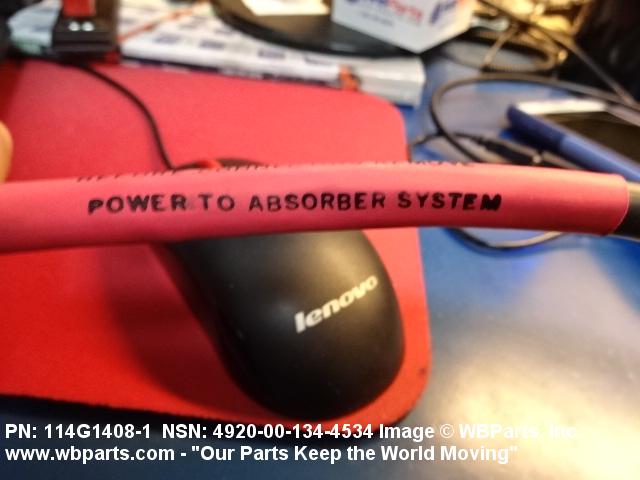 Parts
POWER TO ABSORBER SYSTEM
lenovo
PN: 114G1408-1 NSN: 4920-00-134-4534 Image © WBParts, Inc
www.wbparts.com - "Our Parts Keep the World Moving"